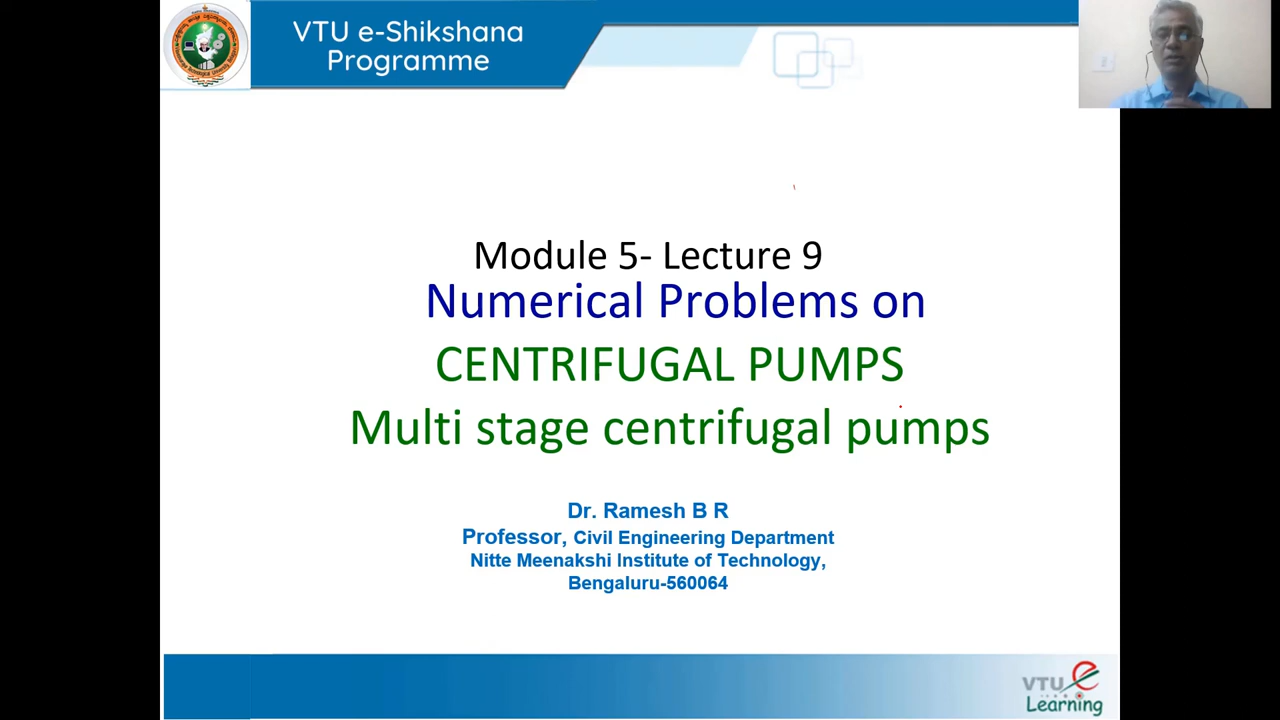 VTU e-Shikshana
Programme
Module 5- Lecture 9
Numerical Problems on
CENTRIFUGAL PUMPS
Multi stage centrifugal pumps
Dr. Ramesh B R
Professor, Civil Engineering Department
Nitte Meenakshi Institute of Technology,
Bengaluru-560064
VTU e
Learning